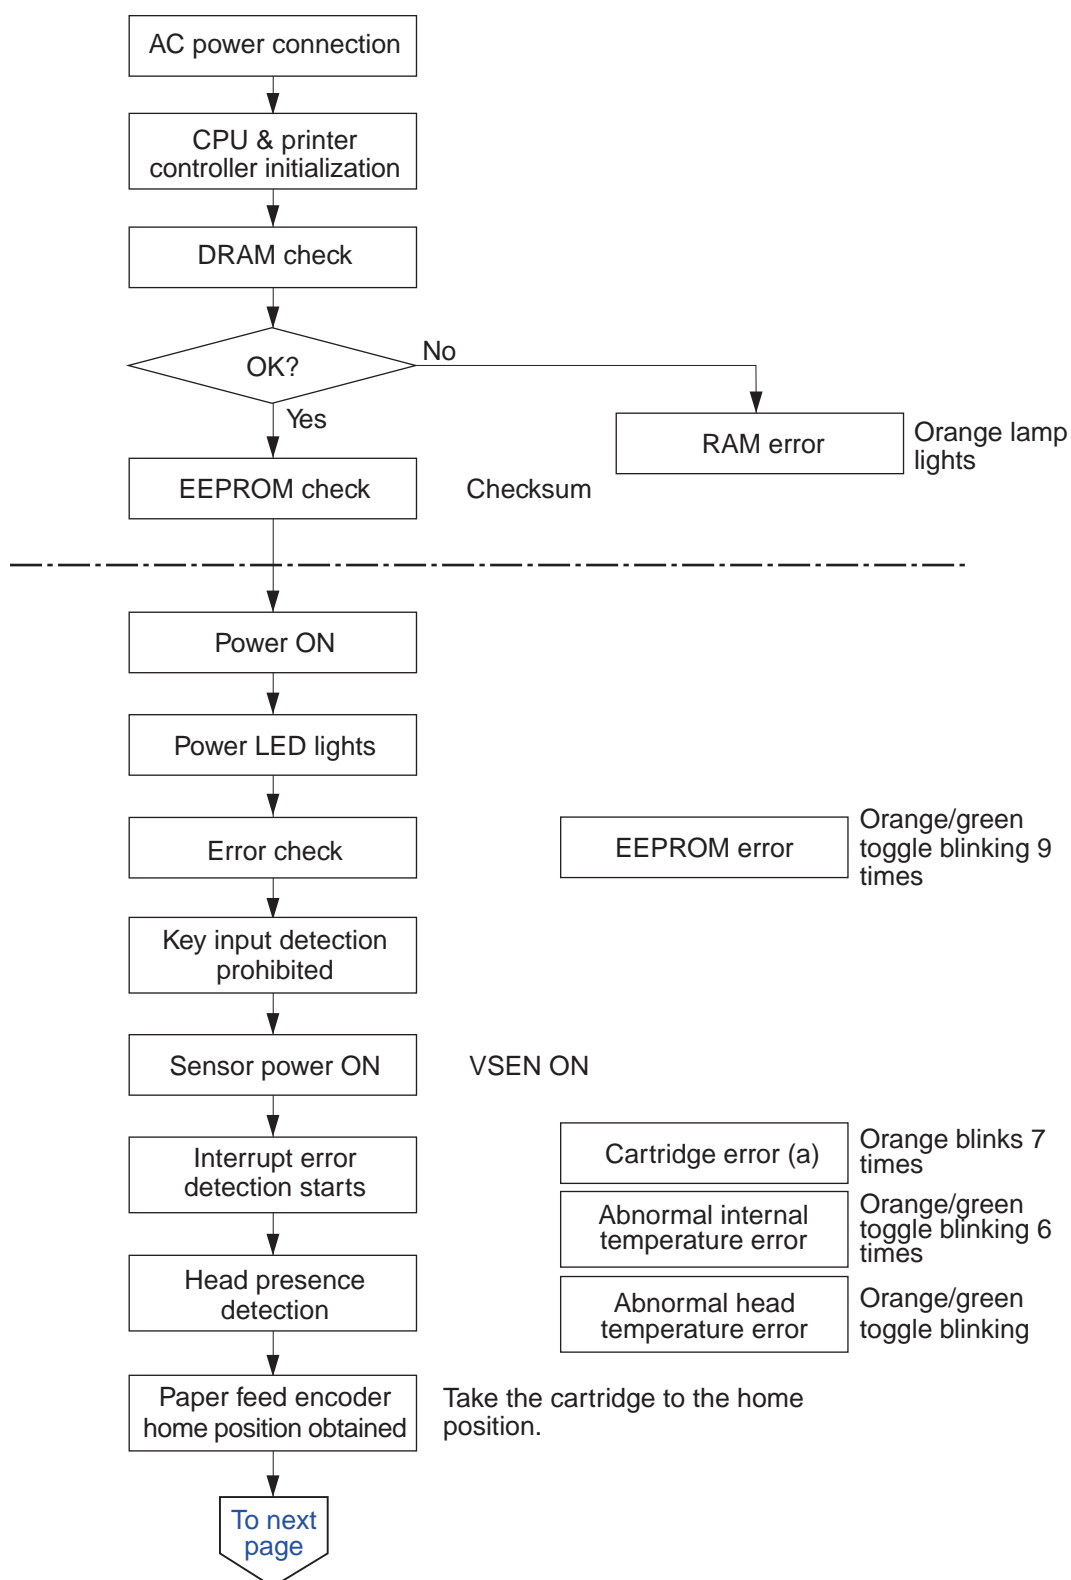 AC power connection
CPU & printer
controller initialization
DRAM check
OK?
No
Yes
RAM error
Orange lamp
lights
EEPROM check
Checksum
Power ON
Power LED lights
Error check
EEPROM error
Orange/green
toggle blinking 9
times
Key input detection
prohibited
Sensor power ON
VSEN ON
Interrupt error
detection starts
Cartridge error (a)
Orange blinks 7
times
Abnormal internal
temperature error
Orange/green
toggle blinking 6
times
Head presence
detection
Abnormal head
temperature error
Orange/green
toggle blinking
Paper feed encoder
home position obtained
Take the cartridge to the home
position.
To next
page